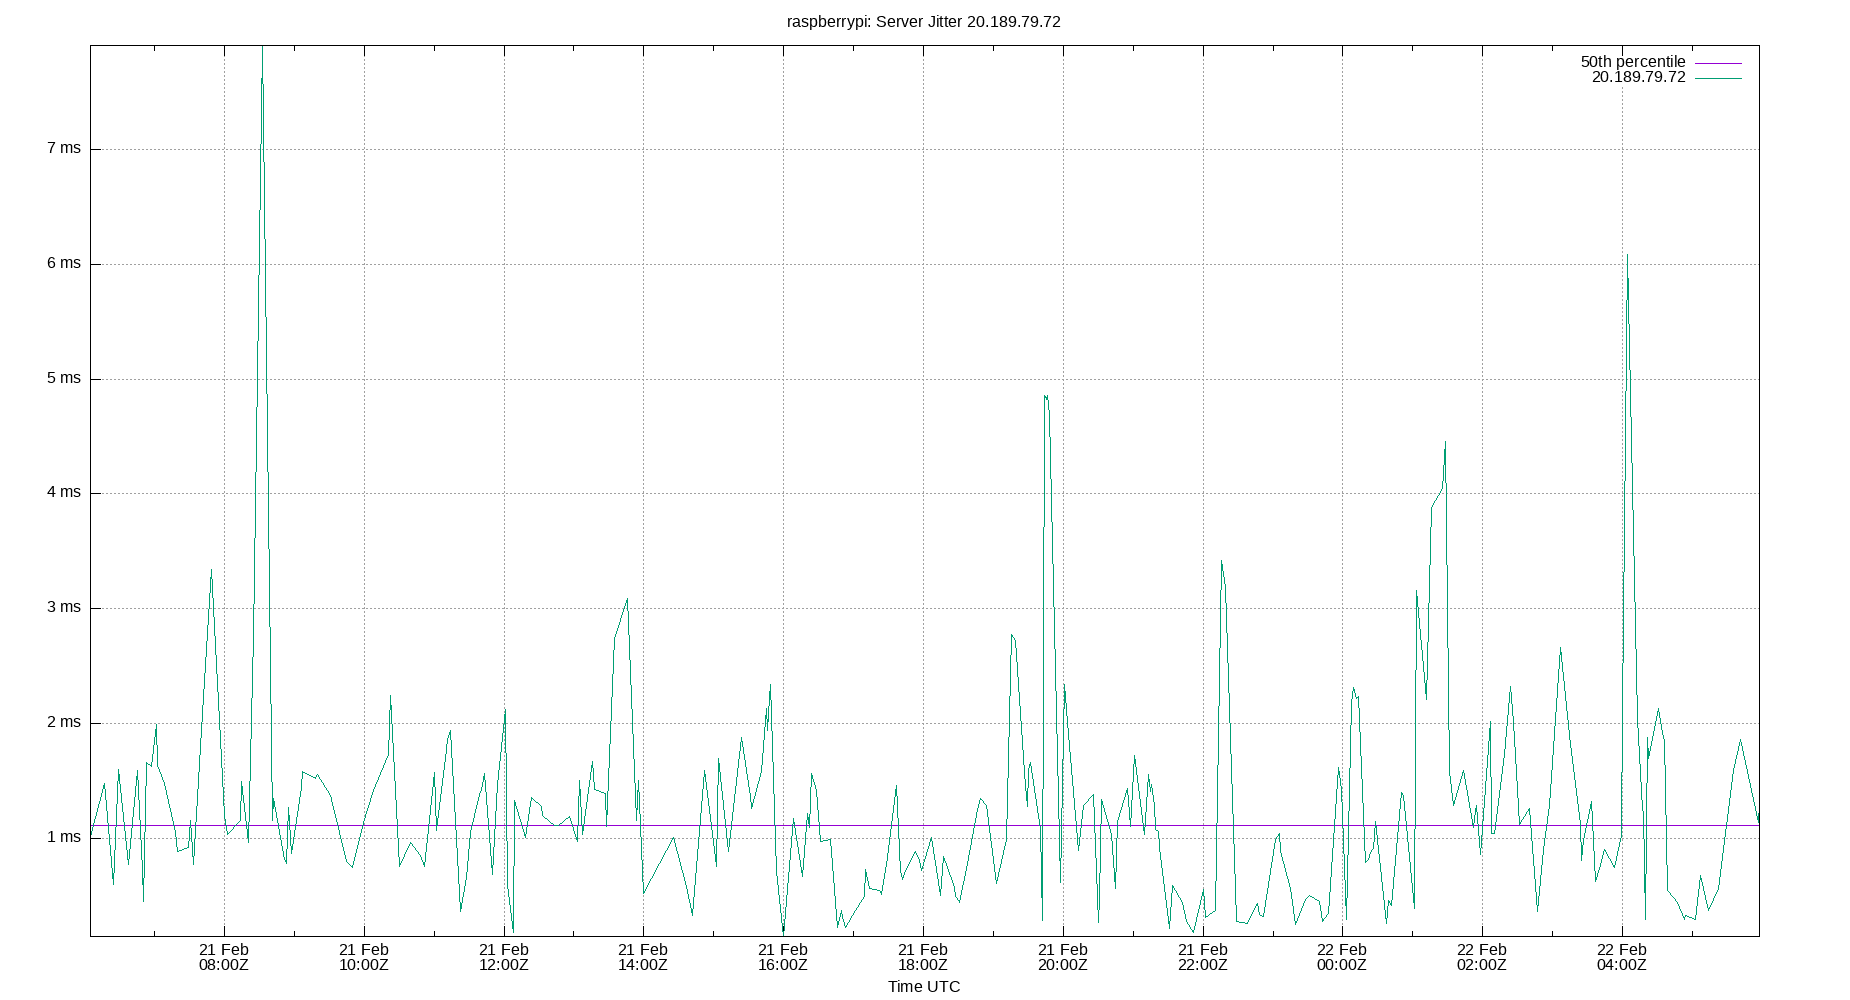 raspberrypi: Server Jitter 20.189.79.72
50th percentile
20.189.79.72
7 ms
6 ms
5 ms
4 ms
3 ms
2 ms
1 ms
21 Feb 21 Feb 21 Feb 21 Feb 21 Feb 21 Feb 21 Feb 21 Feb 22 Feb 22 Feb 22 Feb
08:00Z 10:00Z 12:00Z 14:00Z 16:00Z 18:00Z 20:00Z 22:00Z 00:00Z 02:00Z 04:00Z
Time UTC